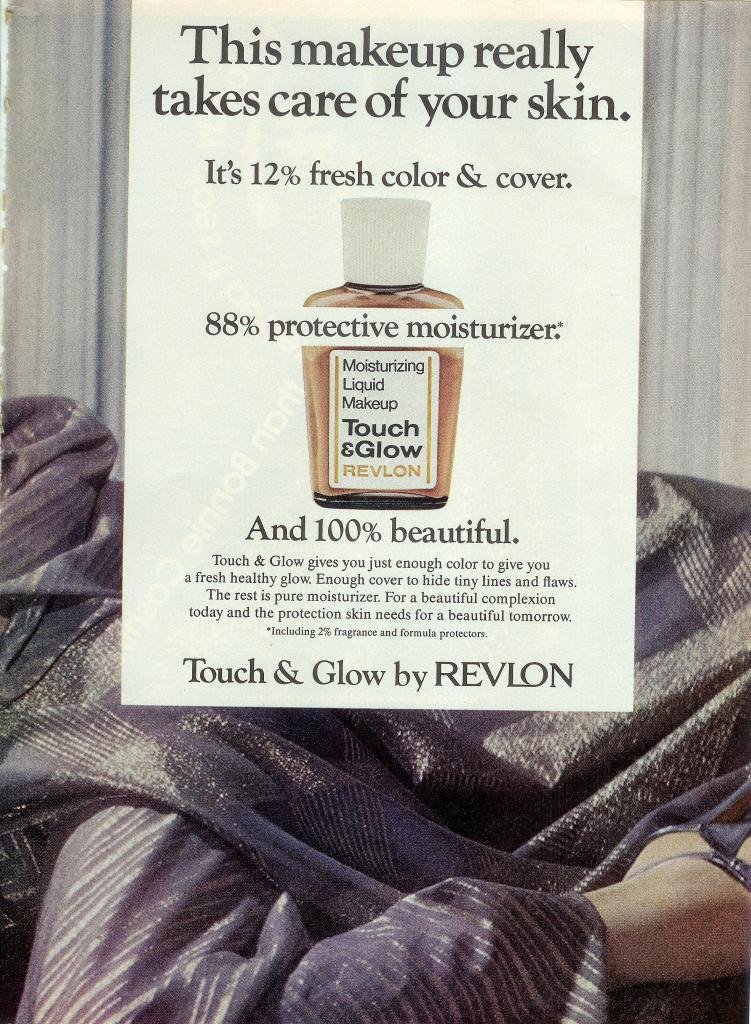 This makeup really
takes care of your skin.
It's 12% fresh color & cover.
88% protective moisturizer.*
Moisturizing
Liquid
Makeup
Touch
&Glow
REVLON
And 100% beautiful.
Touch & Glow gives you just enough color to give you
a fresh healthy glow. Enough cover to hide tiny lines and flaws.
The rest is pure moisturizer. For a beautiful complexion
today and the protection skin needs for a beautiful tomorrow.
*Including 2% fragrance and formula protectors.
Touch & Glow by REVLON